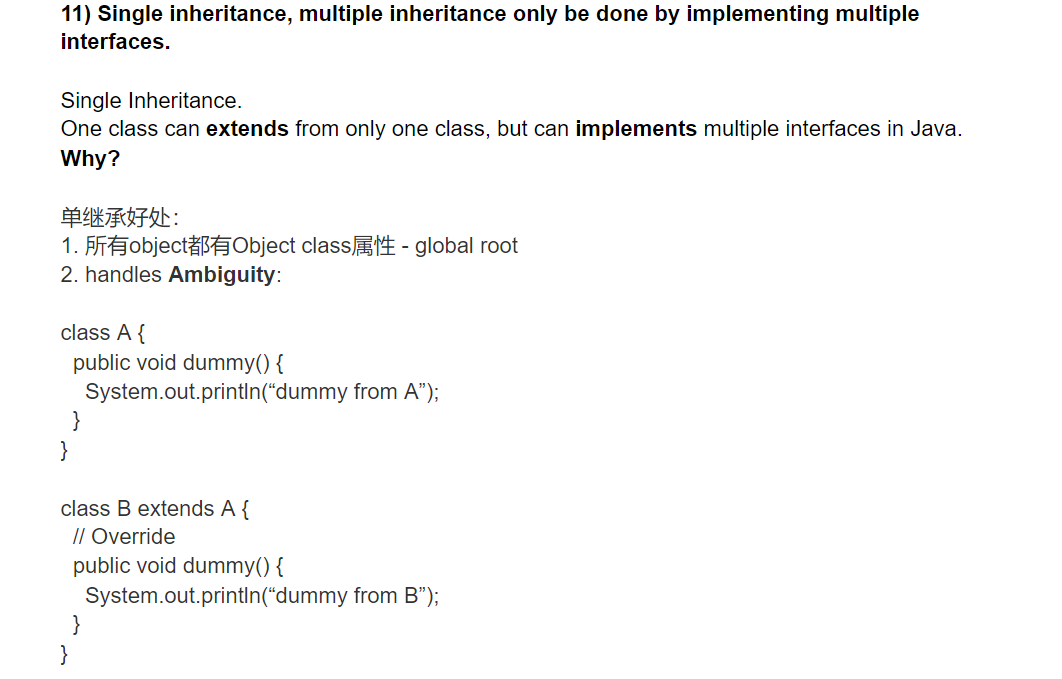 11) Single inheritance, multiple inheritance only be done by implementing multiple
interfaces.
Single Inheritance.
One class can extends from only one class, but can implements multiple interfaces in Java.
Why?
单继承好处：
1. 所有object都有Object class属性 - global root
2. handles Ambiguity:
class A {
public void dummy() {
System.out.println(“dummy from A”);
}
}
class B extends A {
// Override
public void dummy() {
System.out.println(“dummy from B”);
}
}